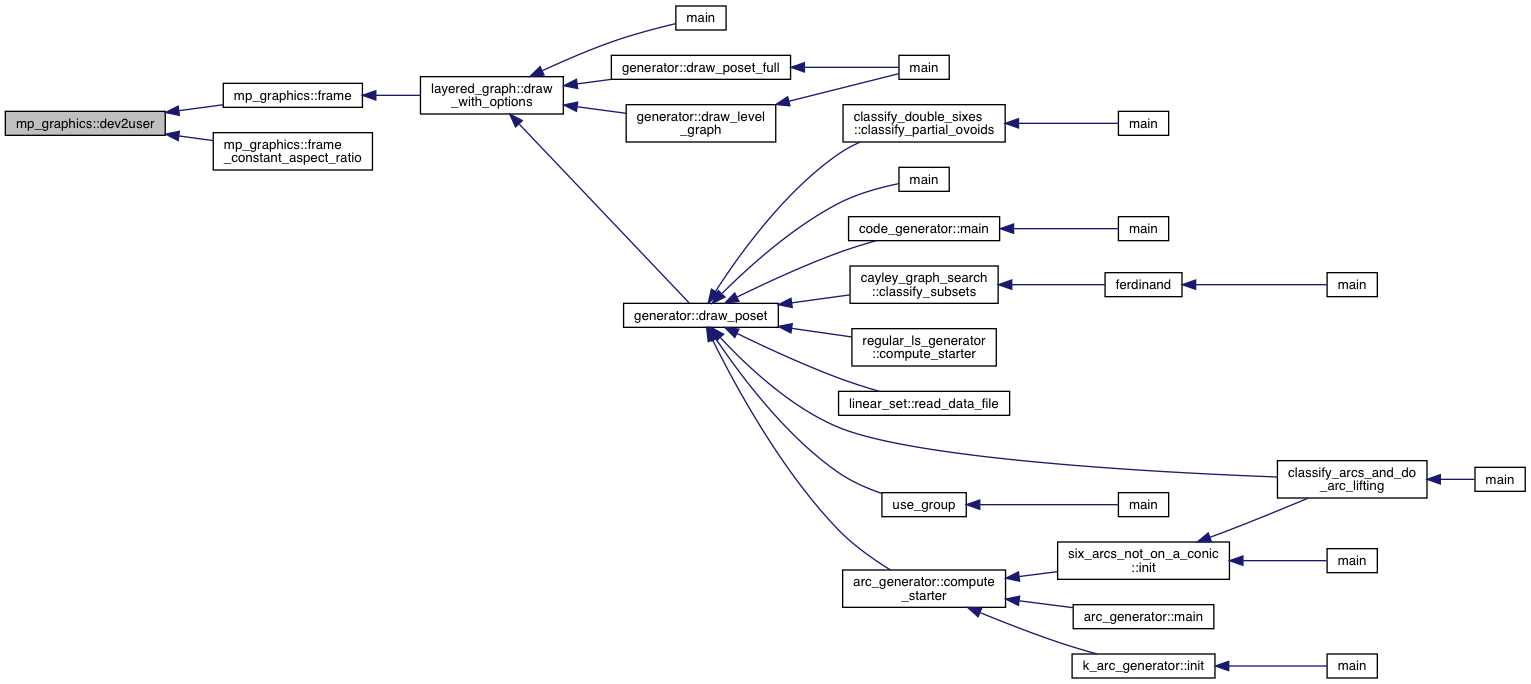 main
generator::draw_poset_full
main
mp_graphics::frame
layered_graph::draw
_with_options
mp_graphics::dev2user
generator::draw_level
_graph
classify_double_sixes
::classify_partial_ovoids
main
mp_graphics::frame
_constant_aspect_ratio
main
code_generator::main
main
cayley_graph_search
::classify_subsets
ferdinand
main
generator::draw_poset
regular_ls_generator
::compute_starter
linear_set::read_data_file
classify_arcs_and_do
_arc_lifting
main
use_group
main
six_arcs_not_on_a_conic
::init
main
arc_generator::compute
_starter
arc_generator::main
k_arc_generator::init
main